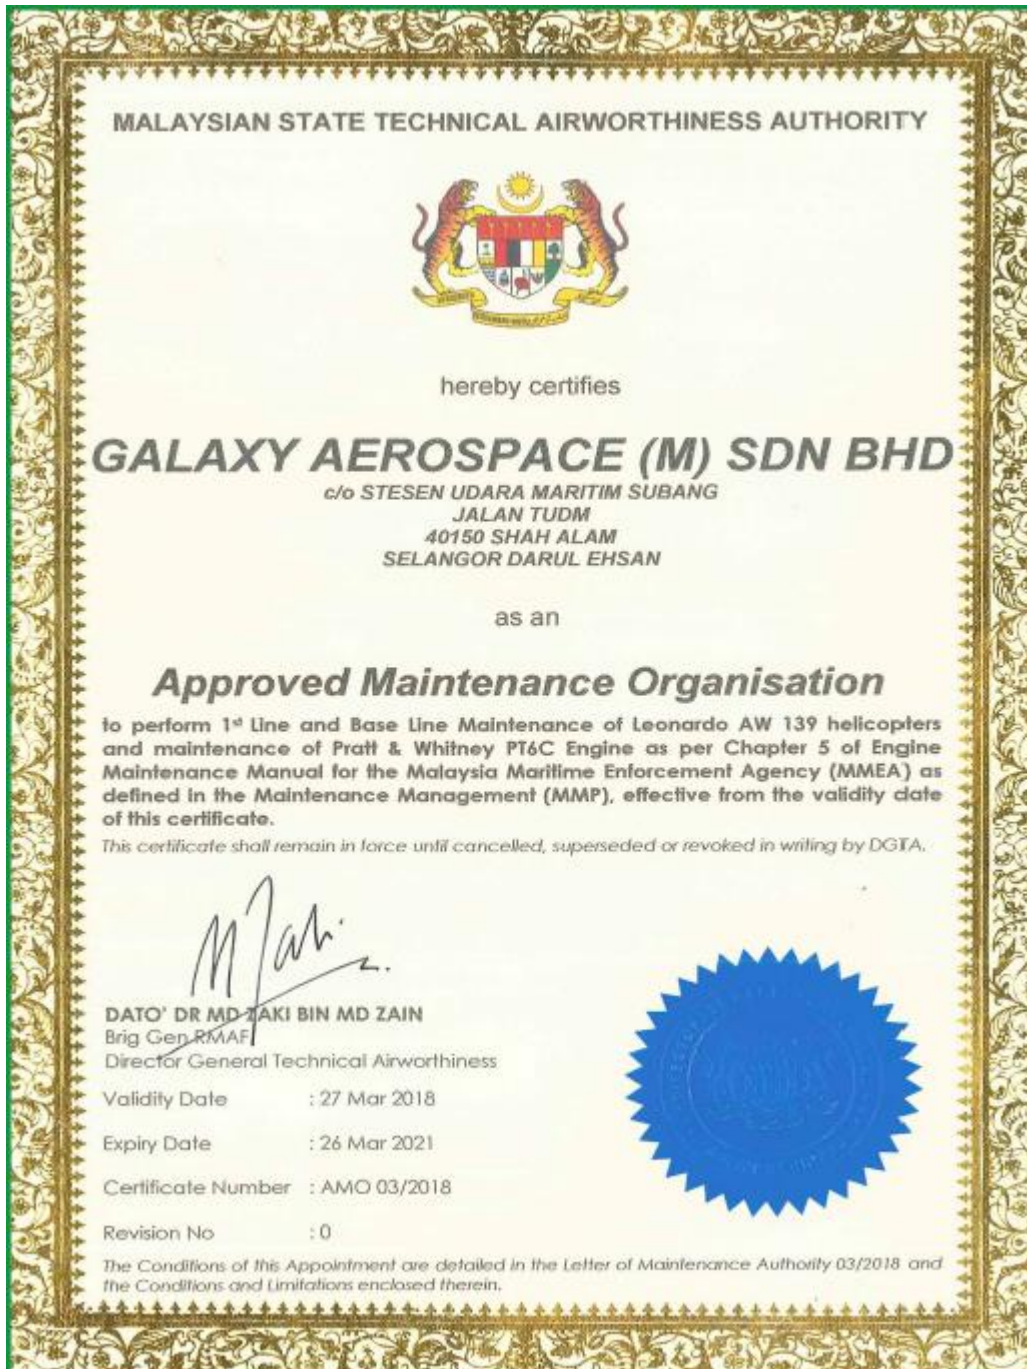 MALAYSIAN STATE TECHNICAL AIRWORTHINESS AUTHORITY
hereby certifies
GALAXY AEROSPACE (M) SDN BHD
c/o STESEN UDARA MARITIM SUBANG
JALAN TUDM
40150 SHAH ALAM
SELANGOR DARUL EHSAN
as an
Approved Maintenance Organisation
to perform 1st Line and Base Line Maintenance of Leonardo AW 139 helicopters
and maintenance of Pratt & Whitney PT6C Engine as per Chapter 5 of Engine
Maintenance Manual for the Malaysia Maritime Enforcement Agency (MMEA) as
defined in the Maintenance Management (MMP), effective from the validity date
of this certificate.
This certificate shall remain in force until cancelled, superseded or revoked in writing by DGTA.
DATO' DR MD ZAKI BIN MD ZAIN
Brig Gen RMAF
Director General Technical Airworthiness
Validity Date : 27 Mar 2018
Expiry Date : 26 Mar 2021
Certificate Number : AMO 03/2018
Revision No : 0
The Conditions of this Appointment are detailed in the Letter of Maintenance Authority 03/2018 and
the Conditions and Limitations enclosed therein.